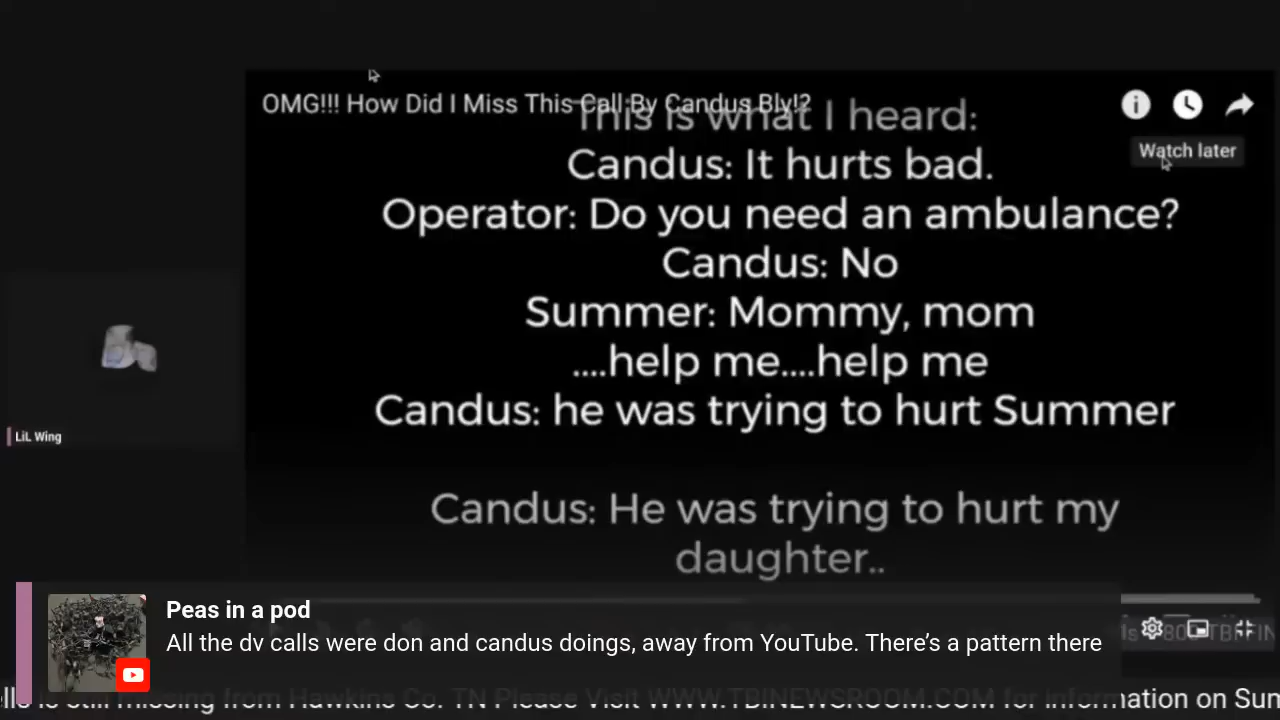 OMG!!! How Did I Miss This Call By Candus Bly!?
This is what I heard:
Watch later
Candus: It hurts bad.
Operator: Do you need an ambulance?
Candus: No
Summer: Mommy, mom
....help me....help me
Candus: he was trying to hurt Summer
LiL Wing
Candus: He was trying to hurt my
daughter..
Peas in a pod
All the dv calls were don and candus doings, away from YouTube. There’s a pattern there
is still missing from Hawkins Co. TN Please Visit WWW.TBINEWSROOM.COM for information on